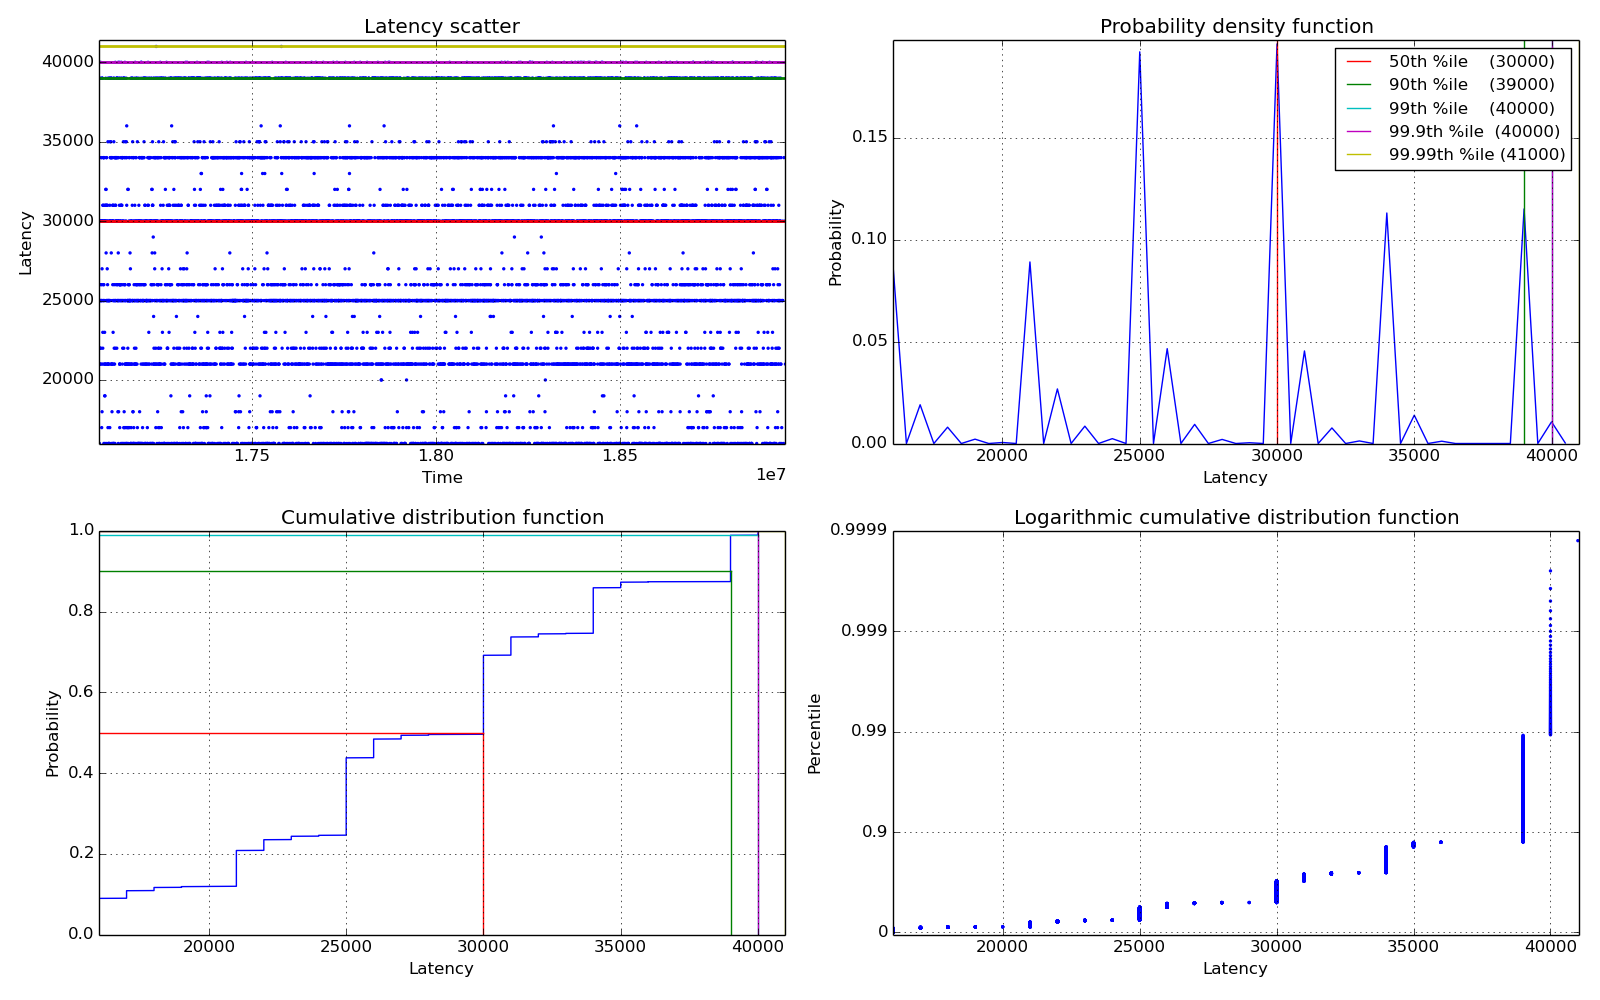 Latency scatter
40000
35000
30000
25000
20000
Latency
1.75
1.80
1.85
1e7
Time
Probability density function
0.15
0.10
0.05
0.00
Probability
50th %ile (30000)
90th %ile (39000)
99th %ile (40000)
99.9th %ile (40000)
99.99th %ile (41000)
20000
25000
30000
35000
40000
Latency
Cumulative distribution function
1.0
0.8
0.6
0.4
0.2
0.0
Probability
20000
25000
30000
35000
40000
Latency
Logarithmic cumulative distribution function
0.9999
0.999
0.99
0.9
0
Percentile
20000
25000
30000
35000
40000
Latency